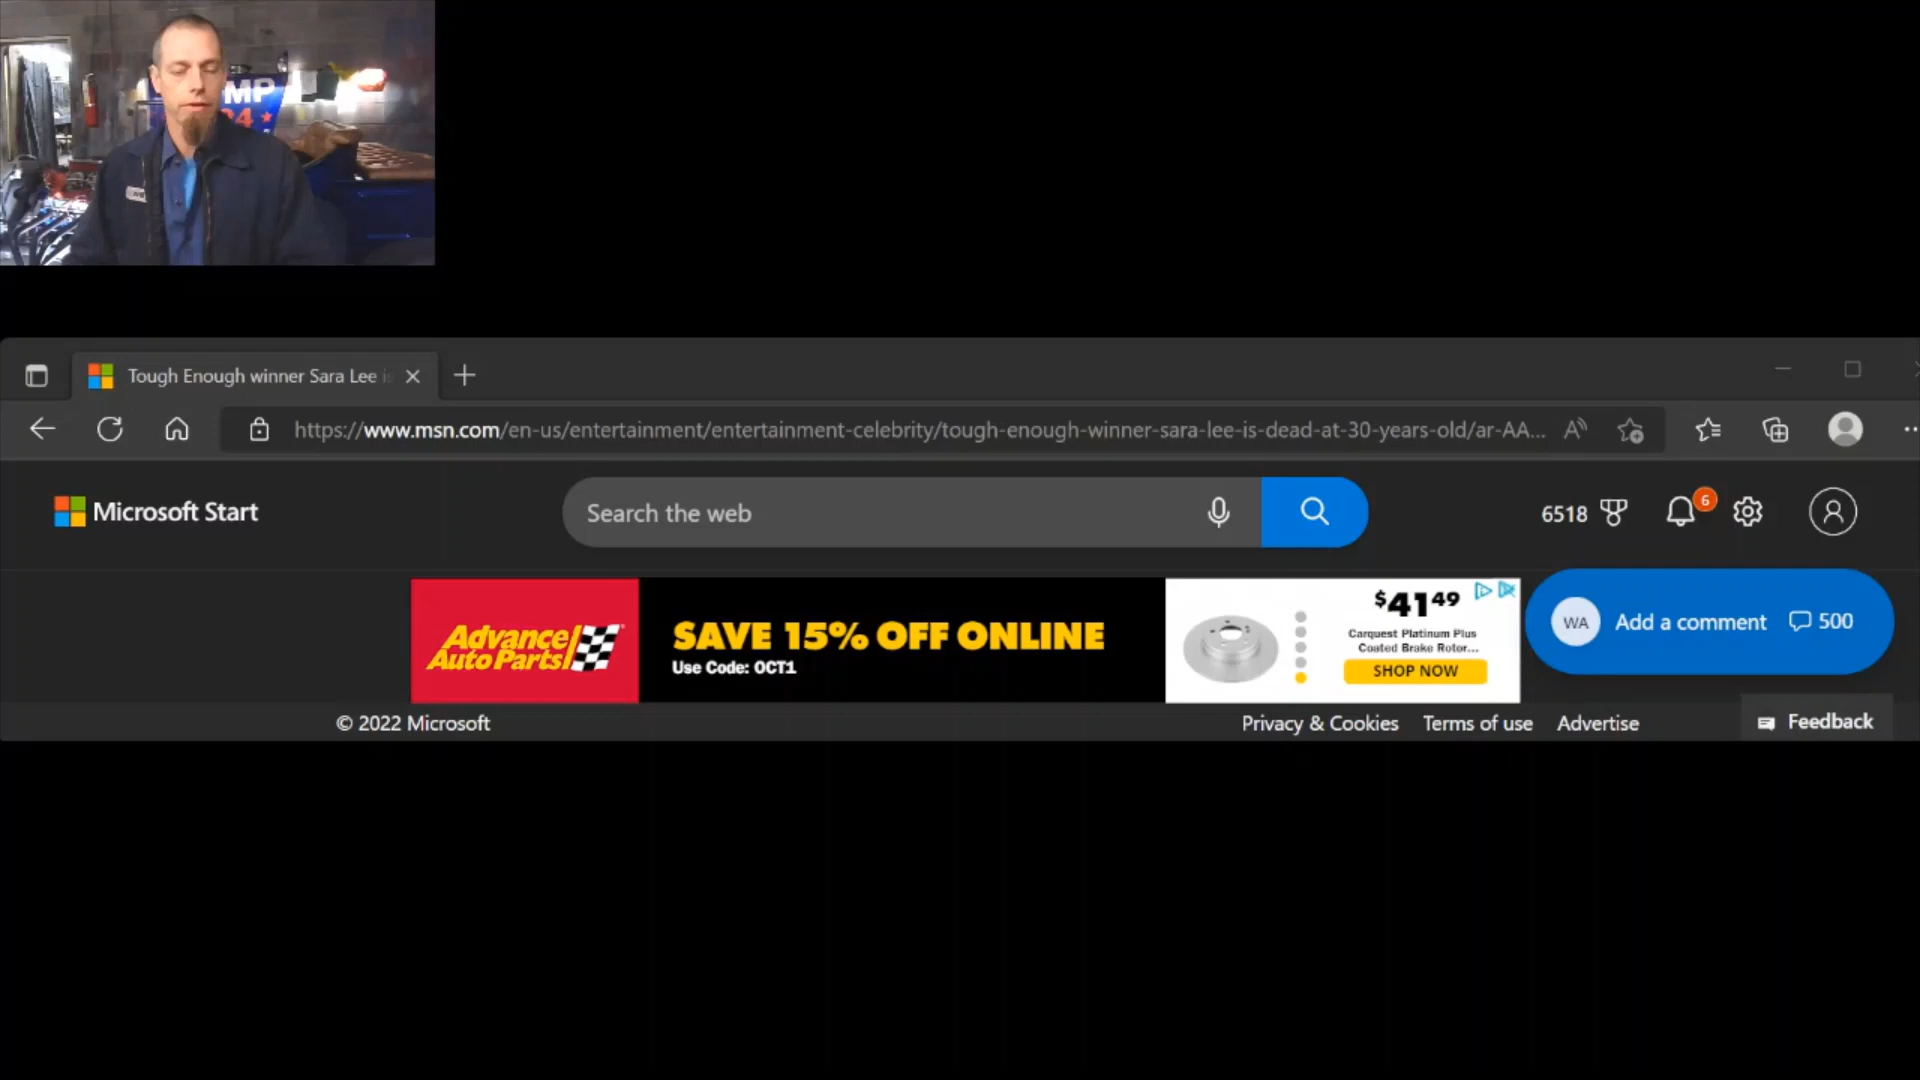 MP
24
Tough Enough winner Sara Lee
https://www.msn.com/en-us/entertainment/entertainment-celebrity/tough-enough-winner-sara-lee-is-dead-at-30-years-old/ar-AA...
Microsoft Start
Search the web
6518
6
Advance
Auto Parts
SAVE 15% OFF ONLINE
Use Code: OCT1
$41 49
Carquest Platinum Plus
Coated Brake Rotor...
SHOP NOW
WA
Add a comment
500
© 2022 Microsoft
Privacy & Cookies
Terms of use
Advertise
Feedback